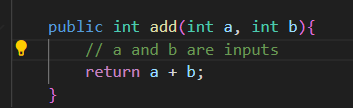 public int add(int a, int b){
// a and b are inputs
return a + b;
}